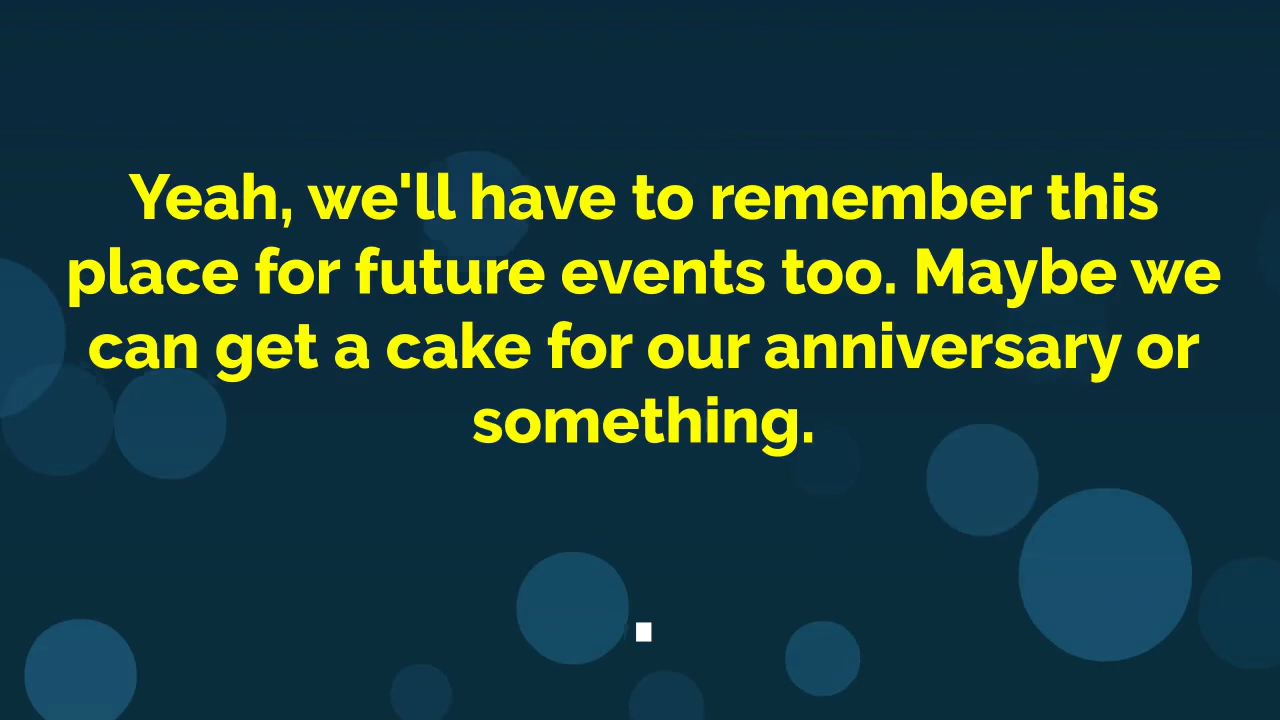 Yeah, we'll have to remember this
place for future events too. Maybe we
can get a cake for our anniversary or
something.
.